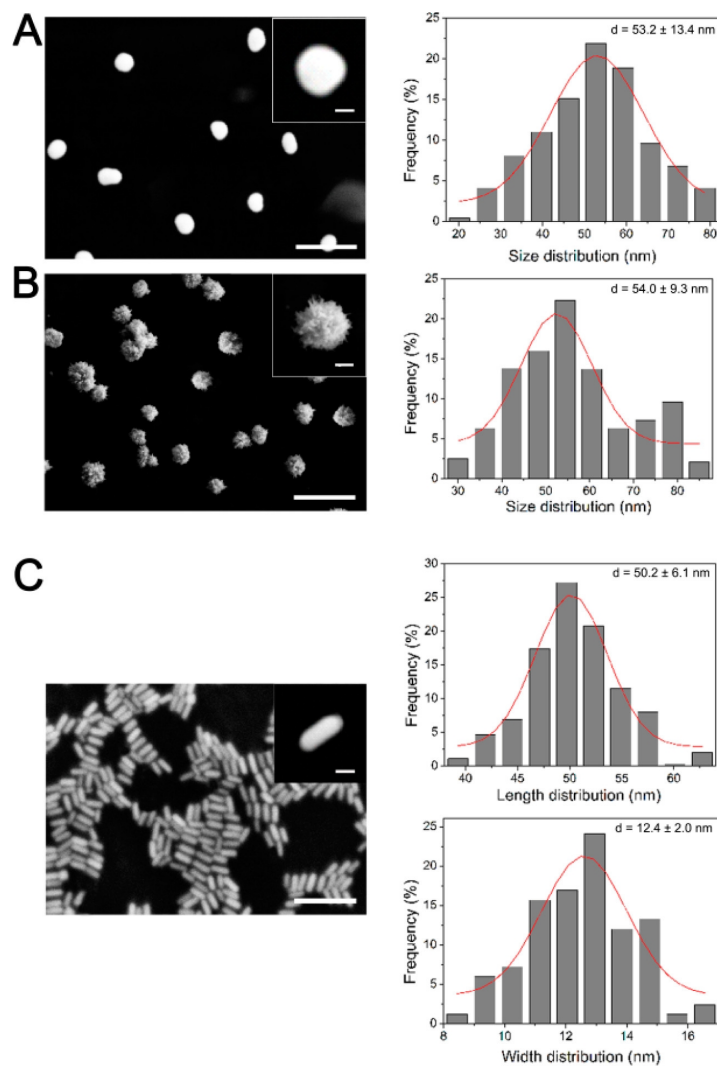 A
d = 53.2 ± 13.4 nm
Frequency (%)
25
20
15
10
5
0
20 30 40 50 60 70 80
Size distribution (nm)
B
d = 54.0 ± 9.3 nm
Frequency (%)
25
20
15
10
5
0
30 40 50 60 70 80
Size distribution (nm)
C
d = 50.2 ± 6.1 nm
Frequency (%)
30
25
20
15
10
5
0
40 45 50 55 60
Length distribution (nm)
d = 12.4 ± 2.0 nm
Frequency (%)
25
20
15
10
5
0
8 10 12 14 16
Width distribution (nm)